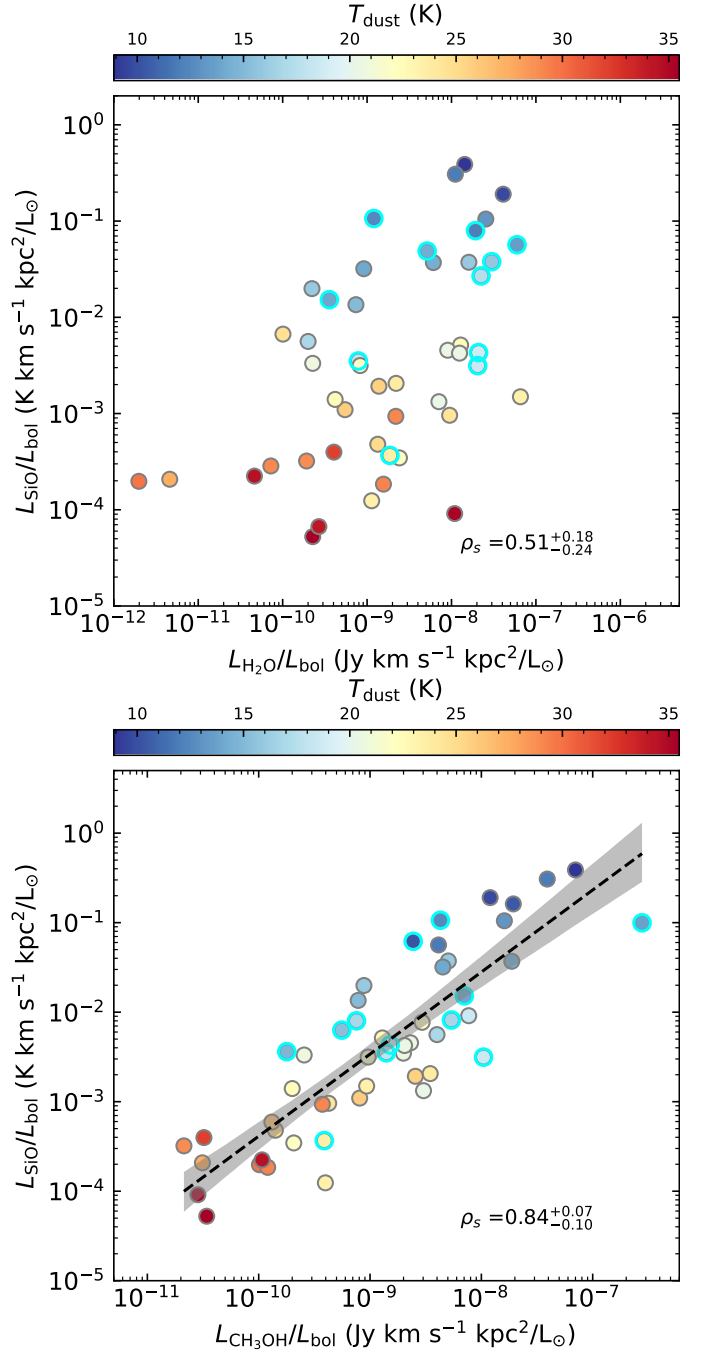 T_dust (K)
10 15 20 25 30 35
10^0
10^−1
10^−2
10^−3
10^−4
10^−5
L_SiO/L_bol (K km s^−1 kpc^2/L_⊙)
ρ_s =0.51^+0.18_−0.24
10^−12 10^−11 10^−10 10^−9 10^−8 10^−7 10^−6
L_H₂O/L_bol (Jy km s^−1 kpc^2/L_⊙)
T_dust (K)
10 15 20 25 30 35
10^0
10^−1
10^−2
10^−3
10^−4
10^−5
L_SiO/L_bol (K km s^−1 kpc^2/L_⊙)
ρ_s =0.84^+0.07_−0.10
10^−11 10^−10 10^−9 10^−8 10^−7
L_CH₃OH/L_bol (Jy km s^−1 kpc^2/L_⊙)